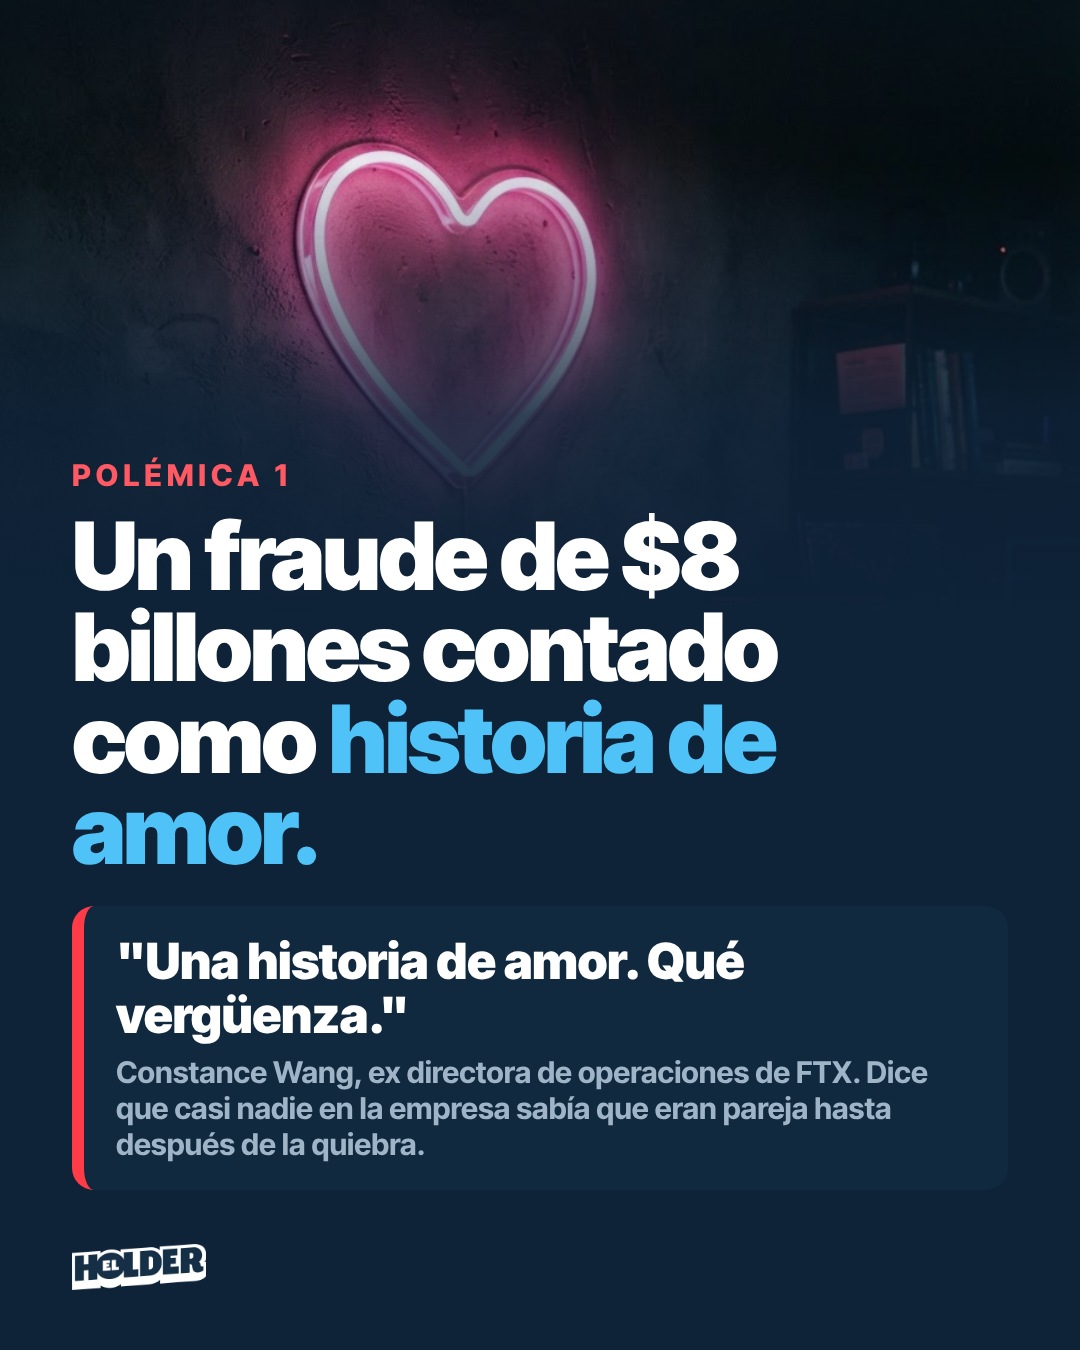 POLÉMICA 1
Un fraude de $8
billones contado
como historia de
amor.
"Una historia de amor. Qué
vergüenza."
Constance Wang, ex directora de operaciones de FTX. Dice
que casi nadie en la empresa sabía que eran pareja hasta
después de la quiebra.
EL HOLDER